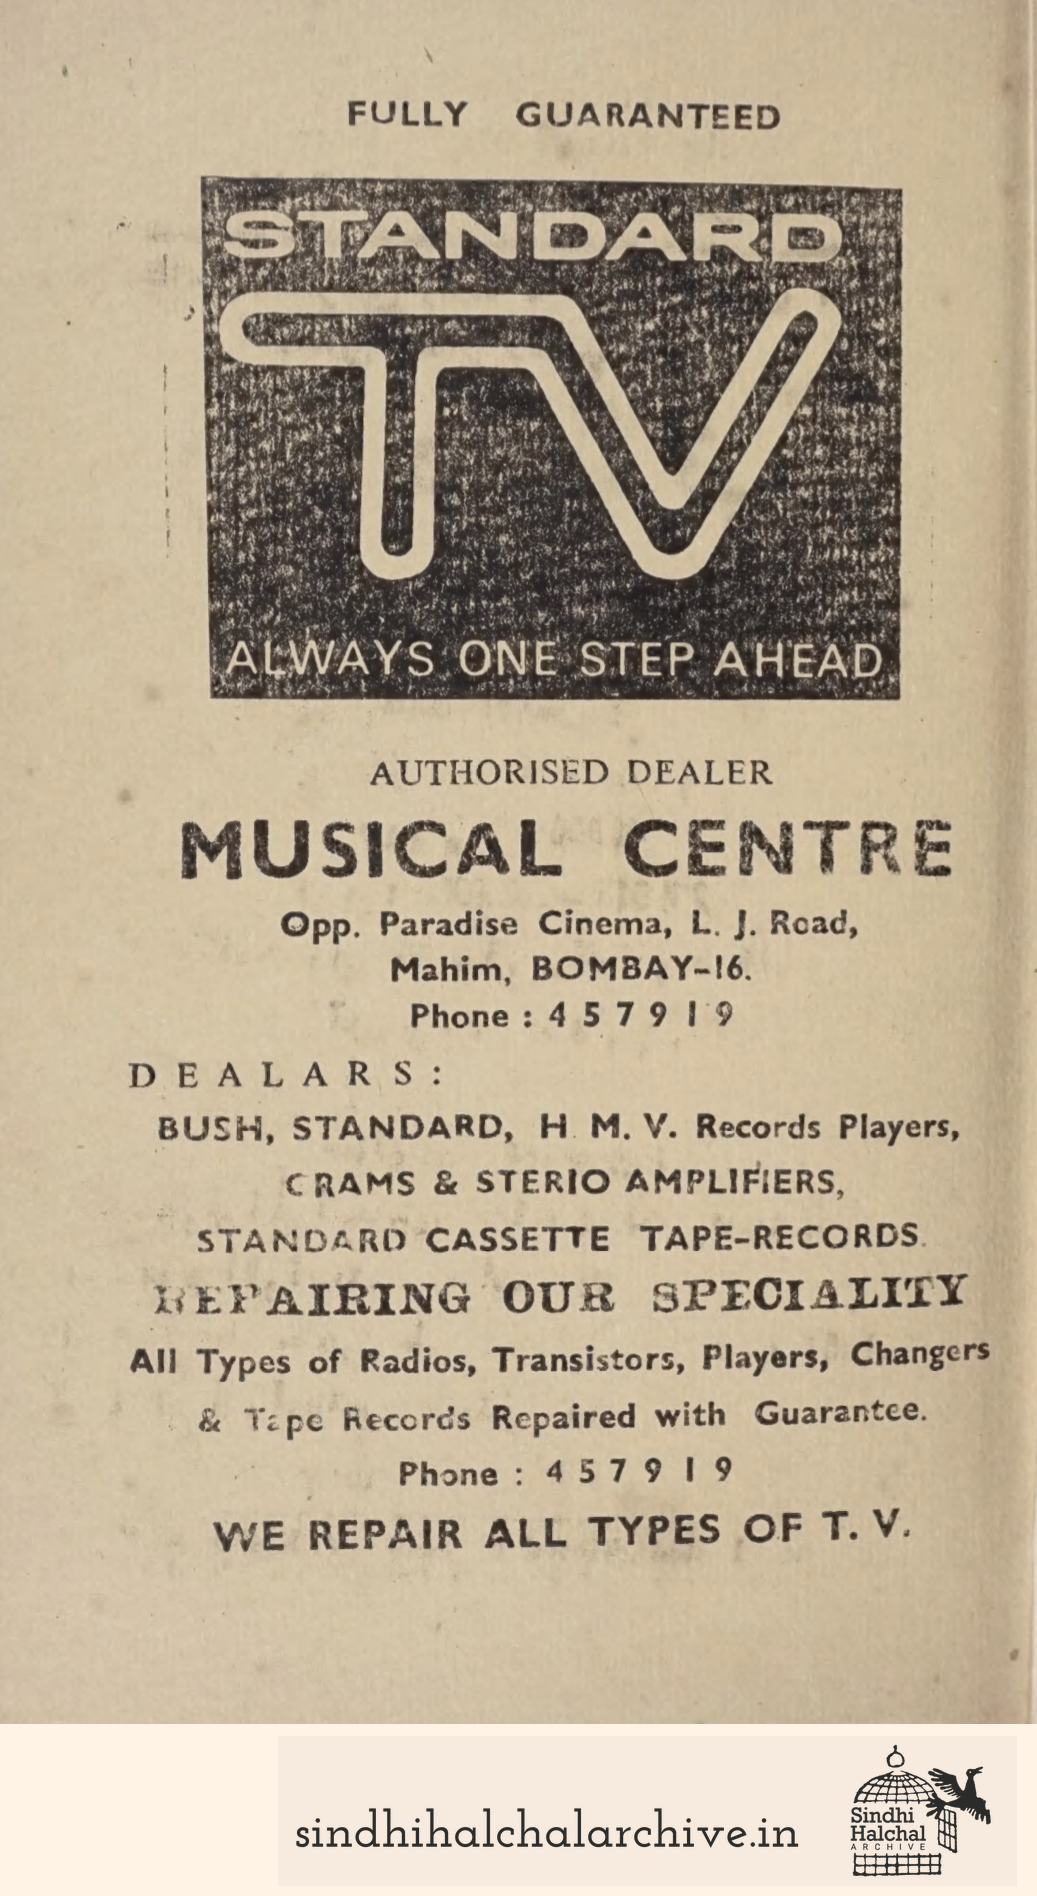 FULLY GUARANTEED
STANDARD
TV
ALWAYS ONE STEP AHEAD
AUTHORISED DEALER
MUSICAL CENTRE
Opp. Paradise Cinema, L. J. Road,
Mahim, BOMBAY-16.
Phone : 4 5 7 9 1 9
DEALARS :
BUSH, STANDARD, H. M. V. Records Players,
CRAMS & STERIO AMPLIFIERS,
STANDARD CASSETTE TAPE-RECORDS.
REPAIRING OUR SPECIALITY
All Types of Radios, Transistors, Players, Changers
& Tape Records Repaired with Guarantee.
Phone : 4 5 7 9 1 9
WE REPAIR ALL TYPES OF T. V.
sindhihalchalarchive.in
Sindhi
Halchal
ARCHIVE